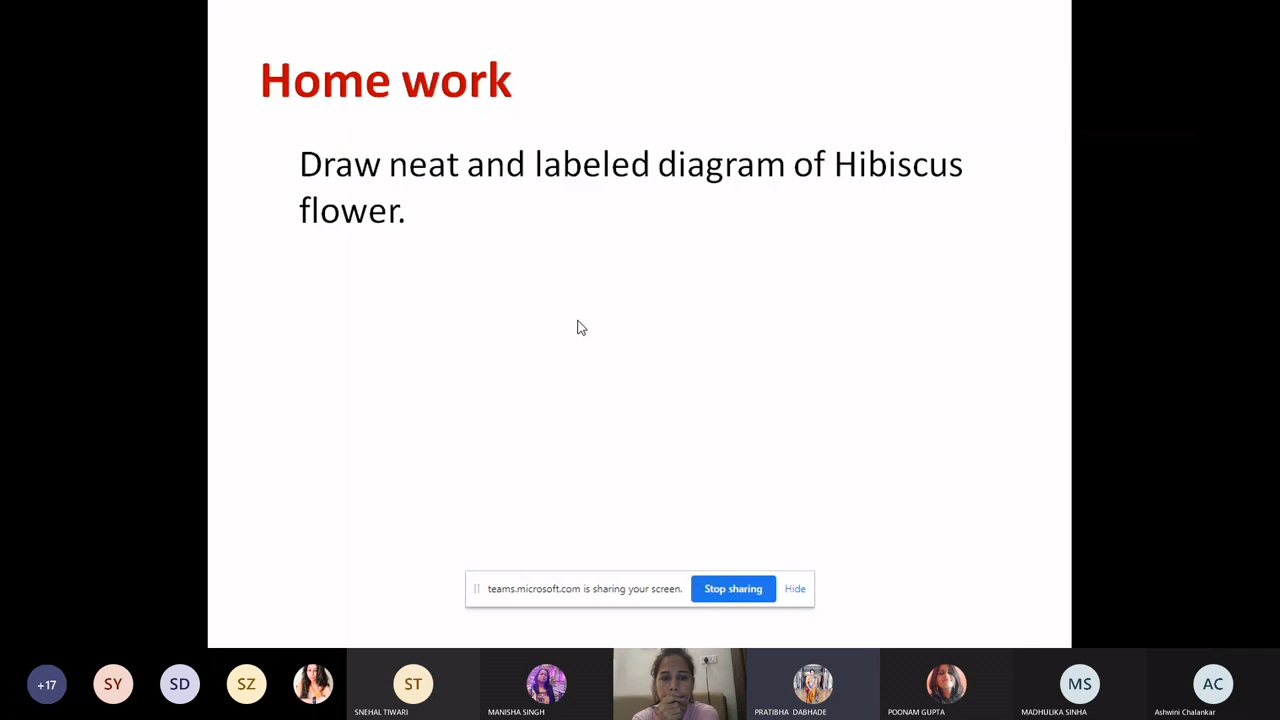 Home work
Draw neat and labeled diagram of Hibiscus
flower.
teams.microsoft.com is sharing your screen. Stop sharing Hide
+17 SY SD SZ ST MS AC
SNEHAL TIWARI MANISHA SINGH PRATIBHA DABHADE POONAM GUPTA MADHULIKA SINHA Ashwini Chalankar